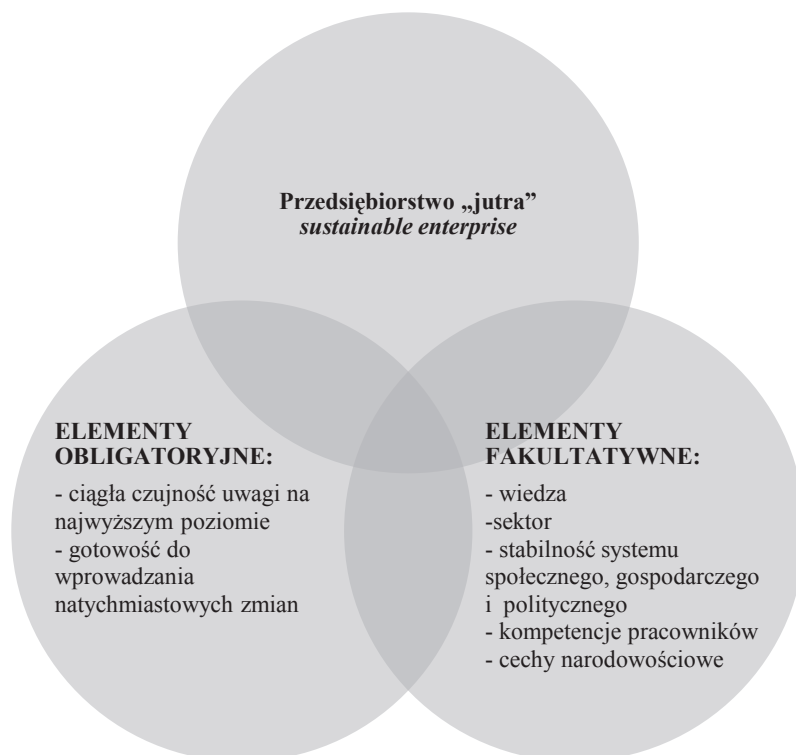 Przedsiębiorstwo „jutra”
sustainable enterprise
ELEMENTY
OBLIGATORYJNE:
- ciągła czujność uwagi na
najwyższym poziomie
- gotowość do
wprowadzania
natychmiastowych zmian
ELEMENTY
FAKULTATYWNE:
- wiedza
-sektor
- stabilność systemu
społecznego, gospodarczego
i politycznego
- kompetencje pracowników
- cechy narodowościowe